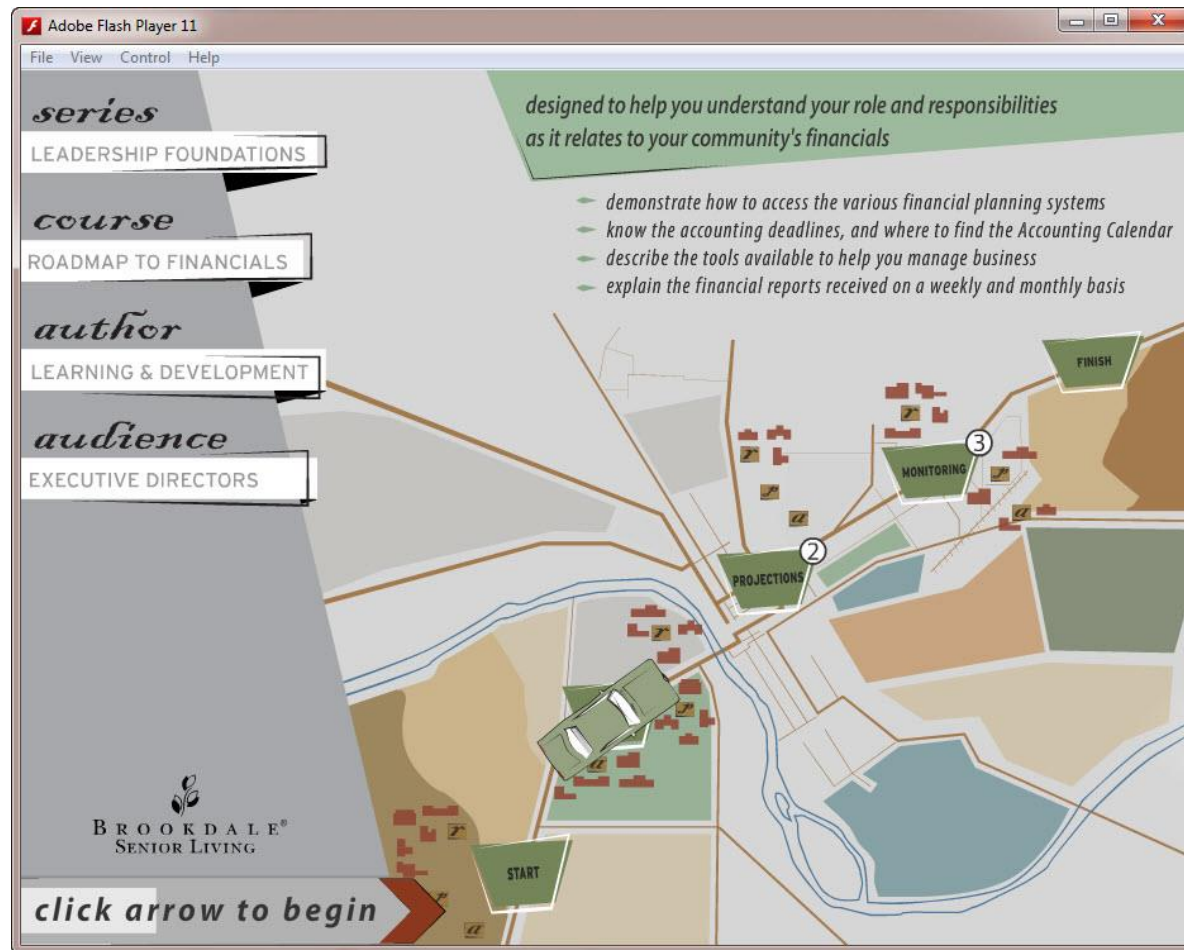 Adobe Flash Player 11
File View Control Help
series
LEADERSHIP FOUNDATIONS
course
ROADMAP TO FINANCIALS
author
LEARNING & DEVELOPMENT
audience
EXECUTIVE DIRECTORS
BROOKDALE®
SENIOR LIVING
click arrow to begin
designed to help you understand your role and responsibilities
as it relates to your community's financials
demonstrate how to access the various financial planning systems
know the accounting deadlines, and where to find the Accounting Calendar
describe the tools available to help you manage business
explain the financial reports received on a weekly and monthly basis
FINISH
r
3
MONITORING
p
a
r
p
a
2
PROJECTIONS
r
p
a
r
START
p
a